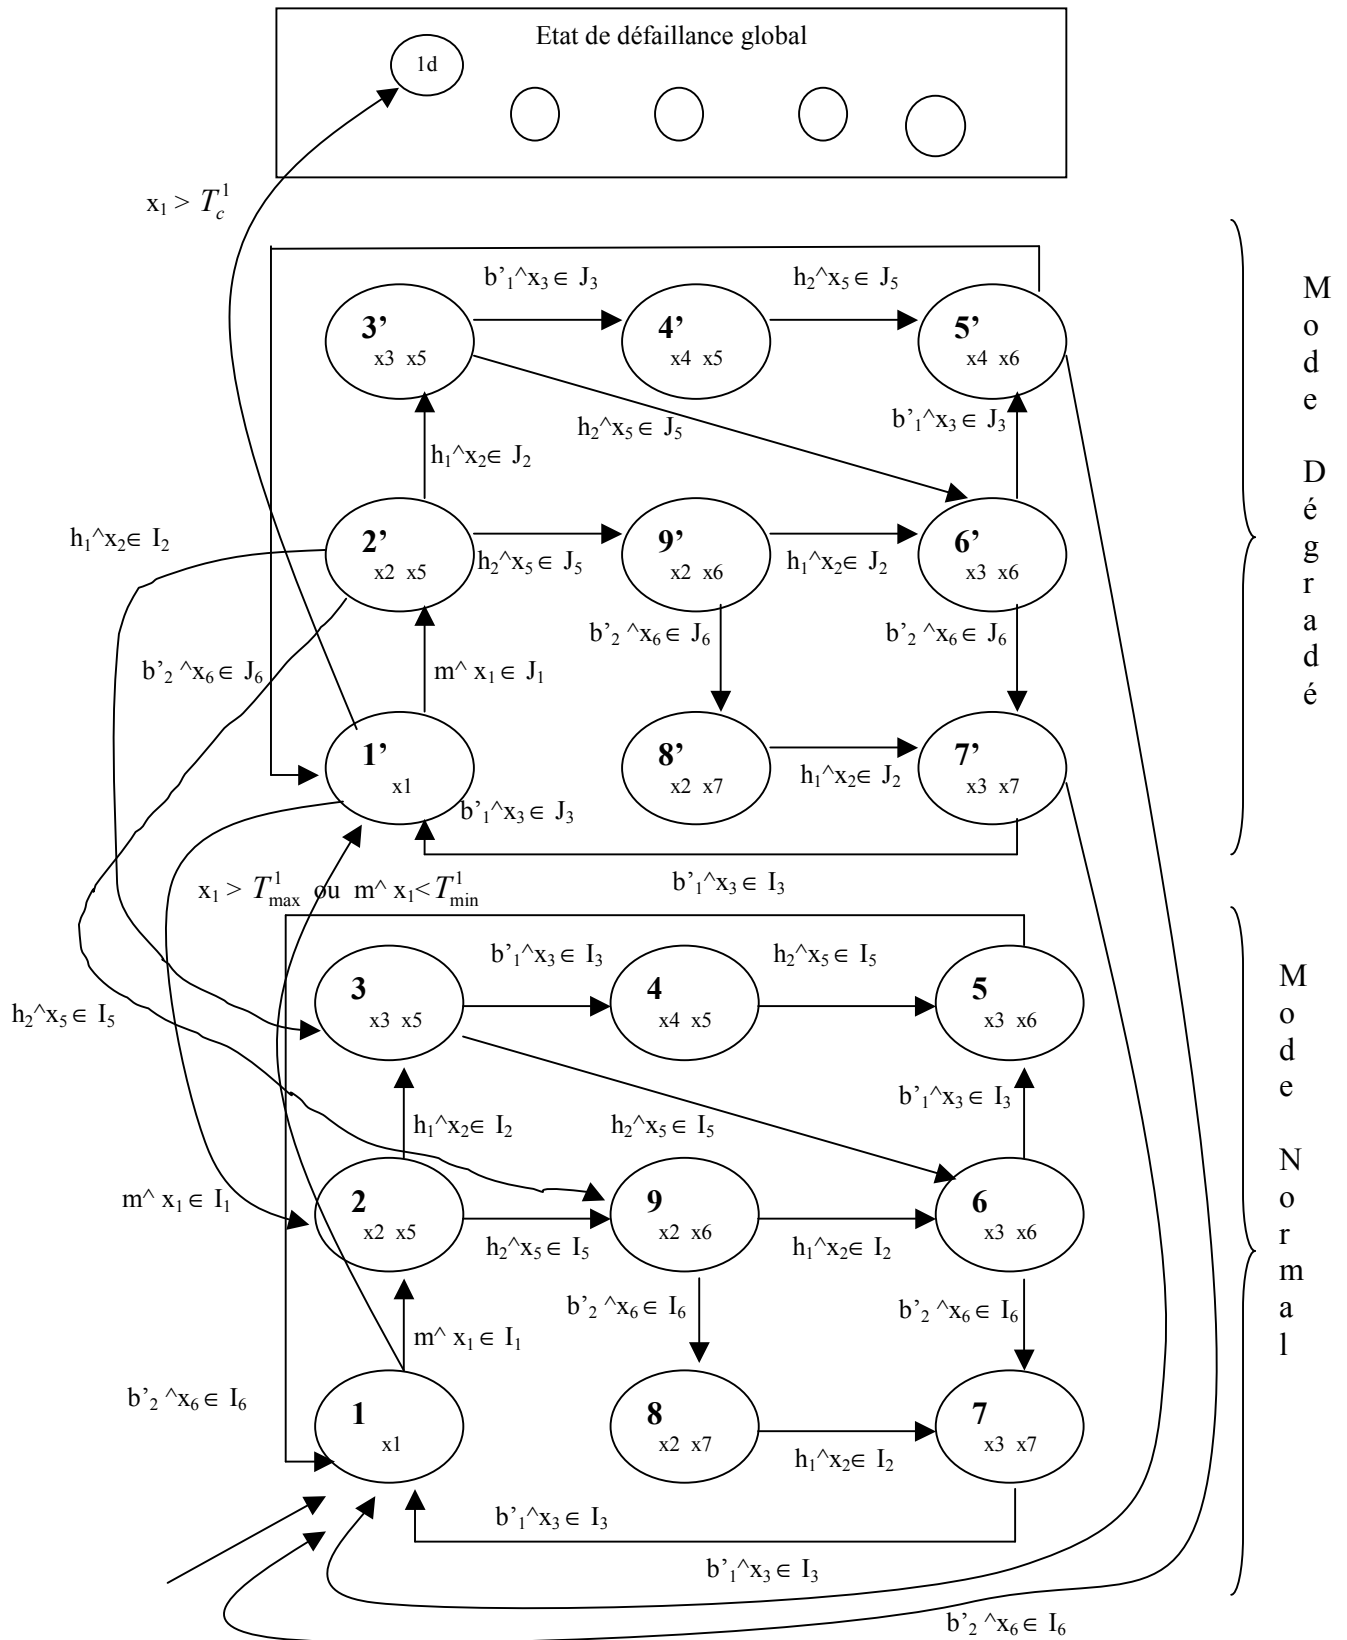 Etat de défaillance global
1d
x₁ > T_c^1
b'₁^x₃ ∈ J₃
h₂^x₅ ∈ J₅
3'
x3 x5
4'
x4 x5
5'
x4 x6
h₂^x₅ ∈ J₅
b'₁^x₃ ∈ J₃
h₁^x₂∈ J₂
h₁^x₂∈ I₂
2'
x2 x5
h₂^x₅ ∈ J₅
9'
x2 x6
h₁^x₂∈ J₂
6'
x3 x6
b'₂ ^x₆ ∈ J₆
b'₂ ^x₆ ∈ J₆
b'₂ ^x₆ ∈ J₆
m^ x₁ ∈ J₁
1'
x1
8'
x2 x7
h₁^x₂∈ J₂
7'
x3 x7
b'₁^x₃ ∈ J₃
Mode Dégradé
x₁ > T_max^1 ou m^ x₁< T_min^1
b'₁^x₃ ∈ I₃
b'₁^x₃ ∈ I₃
h₂^x₅ ∈ I₅
3
x3 x5
4
x4 x5
5
x3 x6
h₂^x₅ ∈ I₅
b'₁^x₃ ∈ I₃
h₁^x₂∈ I₂
h₂^x₅ ∈ I₅
m^ x₁ ∈ I₁
2
x2 x5
h₂^x₅ ∈ I₅
9
x2 x6
h₁^x₂∈ I₂
6
x3 x6
b'₂ ^x₆ ∈ I₆
b'₂ ^x₆ ∈ I₆
m^ x₁ ∈ I₁
b'₂ ^x₆ ∈ I₆
1
x1
8
x2 x7
h₁^x₂∈ I₂
7
x3 x7
Mode Normal
b'₁^x₃ ∈ I₃
b'₁^x₃ ∈ I₃
b'₂ ^x₆ ∈ I₆